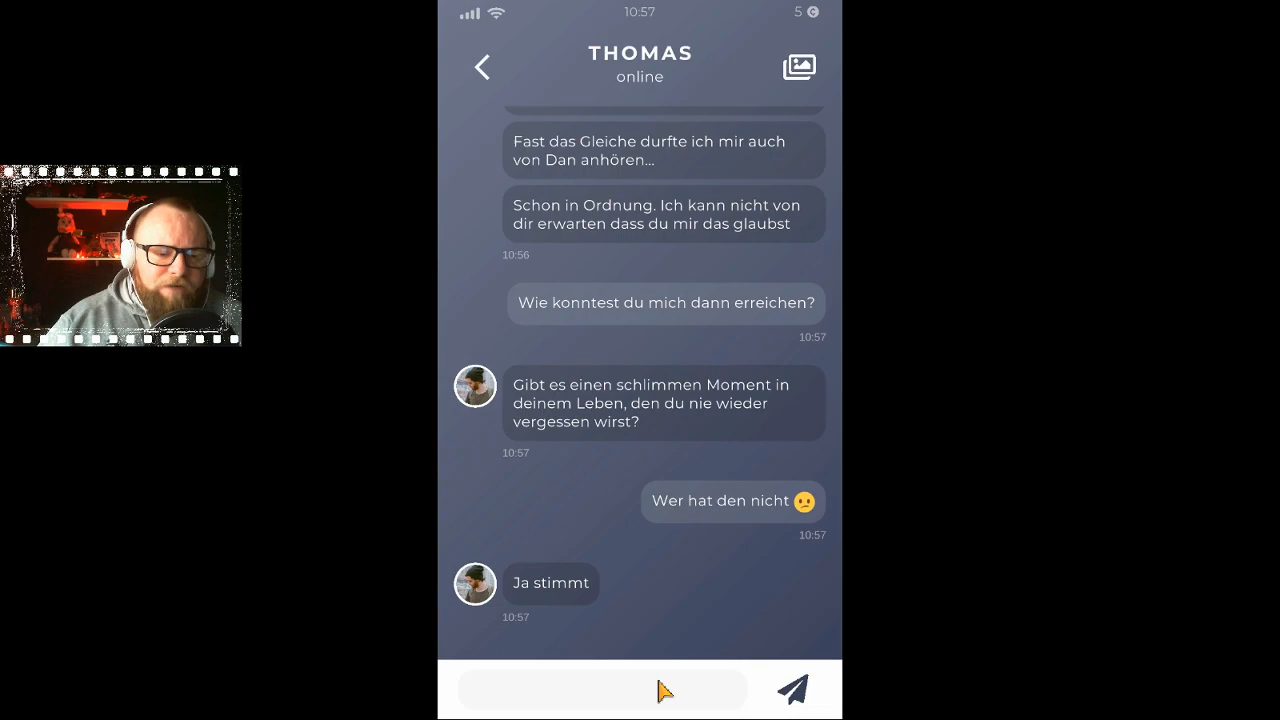 10:57
5
THOMAS
online
Fast das Gleiche durfte ich mir auch
von Dan anhören...
Schon in Ordnung. Ich kann nicht von
dir erwarten dass du mir das glaubst
10:56
Wie konntest du mich dann erreichen?
10:57
Gibt es einen schlimmen Moment in
deinem Leben, den du nie wieder
vergessen wirst?
10:57
Wer hat den nicht 😕
10:57
Ja stimmt
10:57